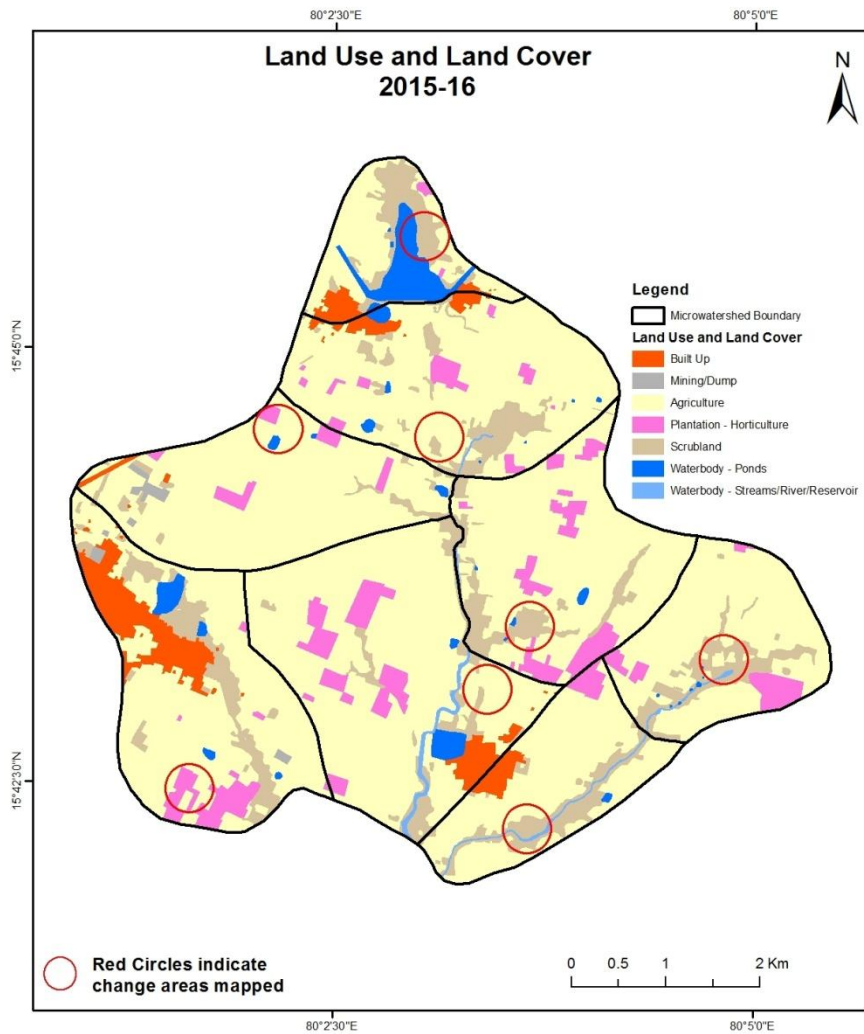 80°2'30"E
80°5'0"E
Land Use and Land Cover
2015-16
N
15°45'0"N
Legend
Microwatershed Boundary
Land Use and Land Cover
Built Up
Mining/Dump
Agriculture
Plantation - Horticulture
Scrubland
Waterbody - Ponds
Waterbody - Streams/River/Reservoir
15°42'30"N
Red Circles indicate
change areas mapped
0 0.5 1 2 Km
80°2'30"E
80°5'0"E